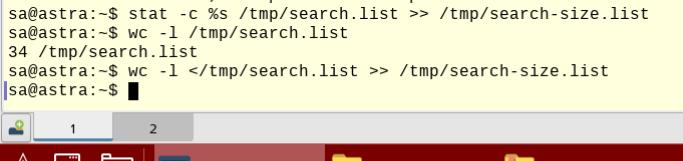 sa@astra:~$ stat -c %s /tmp/search.list >> /tmp/search-size.list
sa@astra:~$ wc -l /tmp/search.list
34 /tmp/search.list
sa@astra:~$ wc -l </tmp/search.list >> /tmp/search-size.list
sa@astra:~$
1 2